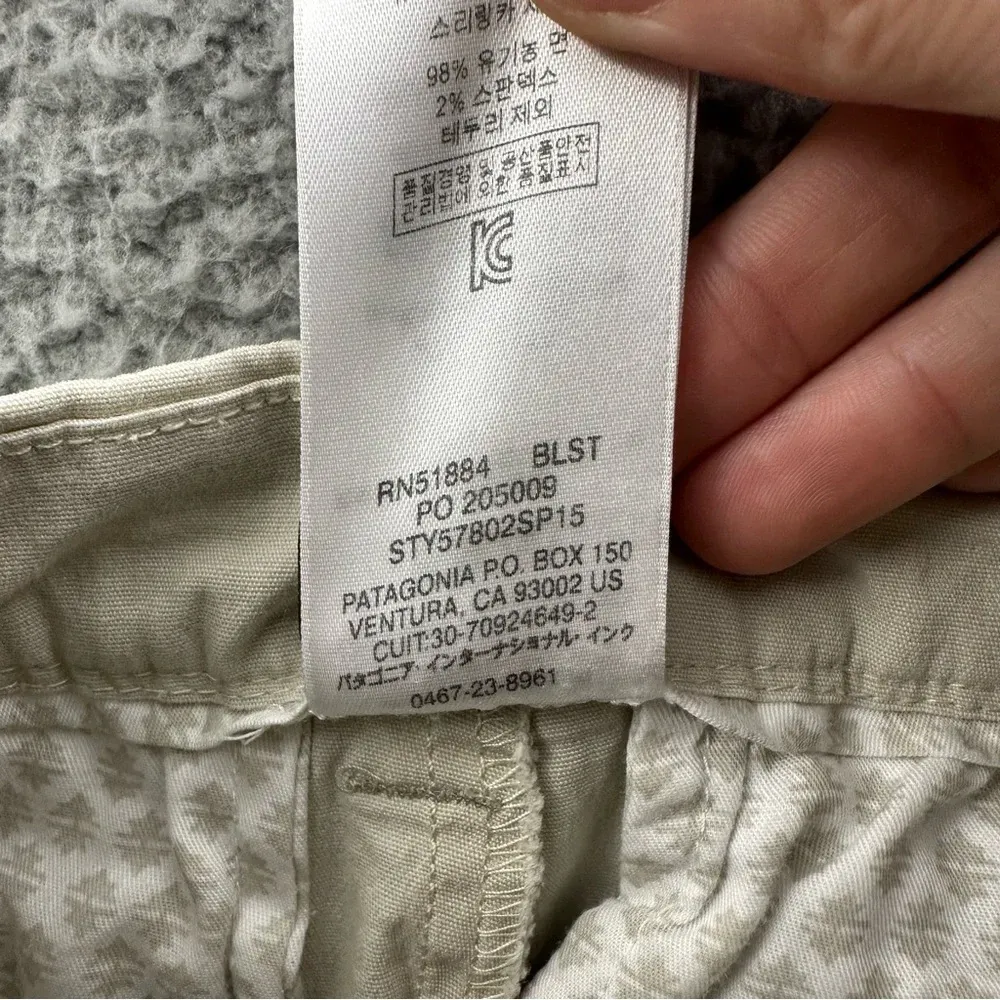 스리랑카
98% 유기농 면
2% 스판덱스
테두리 제외
품질경영 및 공산품안전
관리법에 의한 품질표시
RN51884 BLST
PO 205009
STY57802SP15
PATAGONIA P.O. BOX 150
VENTURA, CA 93002 US
CUIT:30-70924649-2
パタゴニア・インターナショナル・インク
0467-23-8961